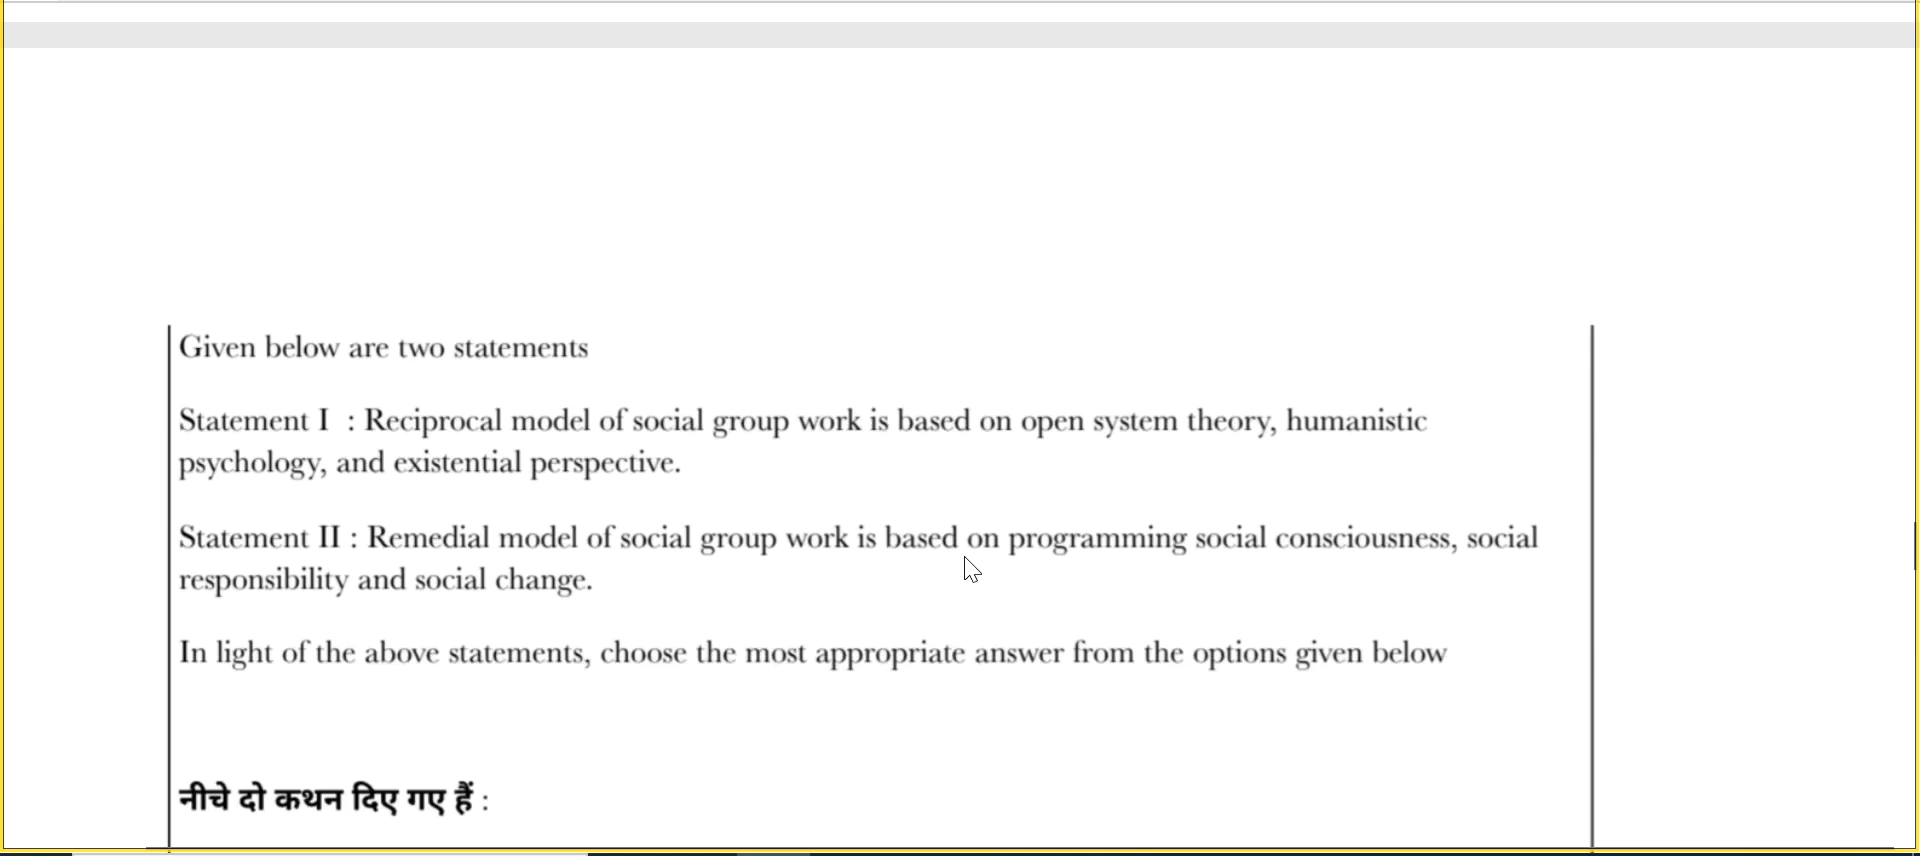 Given below are two statements
Statement I : Reciprocal model of social group work is based on open system theory, humanistic
psychology, and existential perspective.
Statement II : Remedial model of social group work is based on programming social consciousness, social
responsibility and social change.
In light of the above statements, choose the most appropriate answer from the options given below
नीचे दो कथन दिए गए हैं :